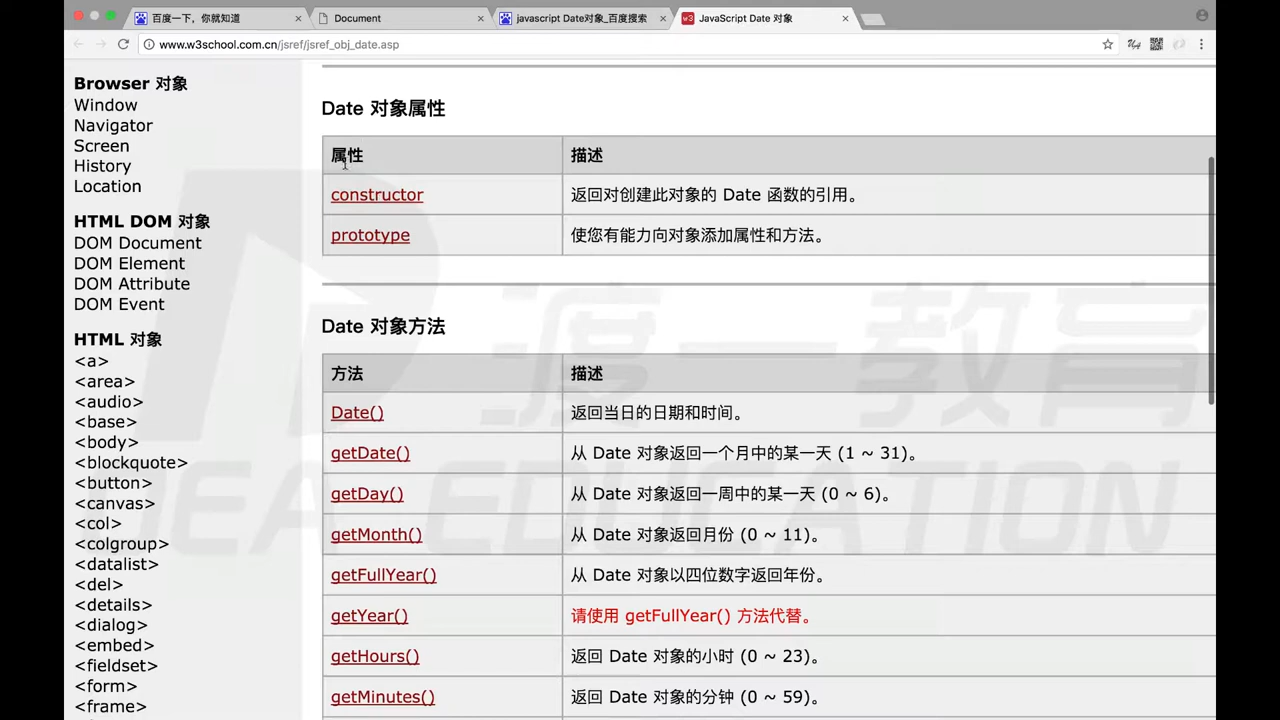 百度一下，你就知道
Document
javascript Date对象_百度搜索
JavaScript Date 对象
www.w3school.com.cn/jsref/jsref_obj_date.asp
Browser 对象
Window
Navigator
Screen
History
Location
HTML DOM 对象
DOM Document
DOM Element
DOM Attribute
DOM Event
HTML 对象
<a>
<area>
<audio>
<base>
<body>
<blockquote>
<button>
<canvas>
<col>
<colgroup>
<datalist>
<del>
<details>
<dialog>
<embed>
<fieldset>
<form>
<frame>
Date 对象属性
属性 描述
constructor 返回对创建此对象的 Date 函数的引用。
prototype 使您有能力向对象添加属性和方法。
Date 对象方法
方法 描述
Date() 返回当日的日期和时间。
getDate() 从 Date 对象返回一个月中的某一天 (1 ~ 31)。
getDay() 从 Date 对象返回一周中的某一天 (0 ~ 6)。
getMonth() 从 Date 对象返回月份 (0 ~ 11)。
getFullYear() 从 Date 对象以四位数字返回年份。
getYear() 请使用 getFullYear() 方法代替。
getHours() 返回 Date 对象的小时 (0 ~ 23)。
getMinutes() 返回 Date 对象的分钟 (0 ~ 59)。
渡一教育
EDUCATION